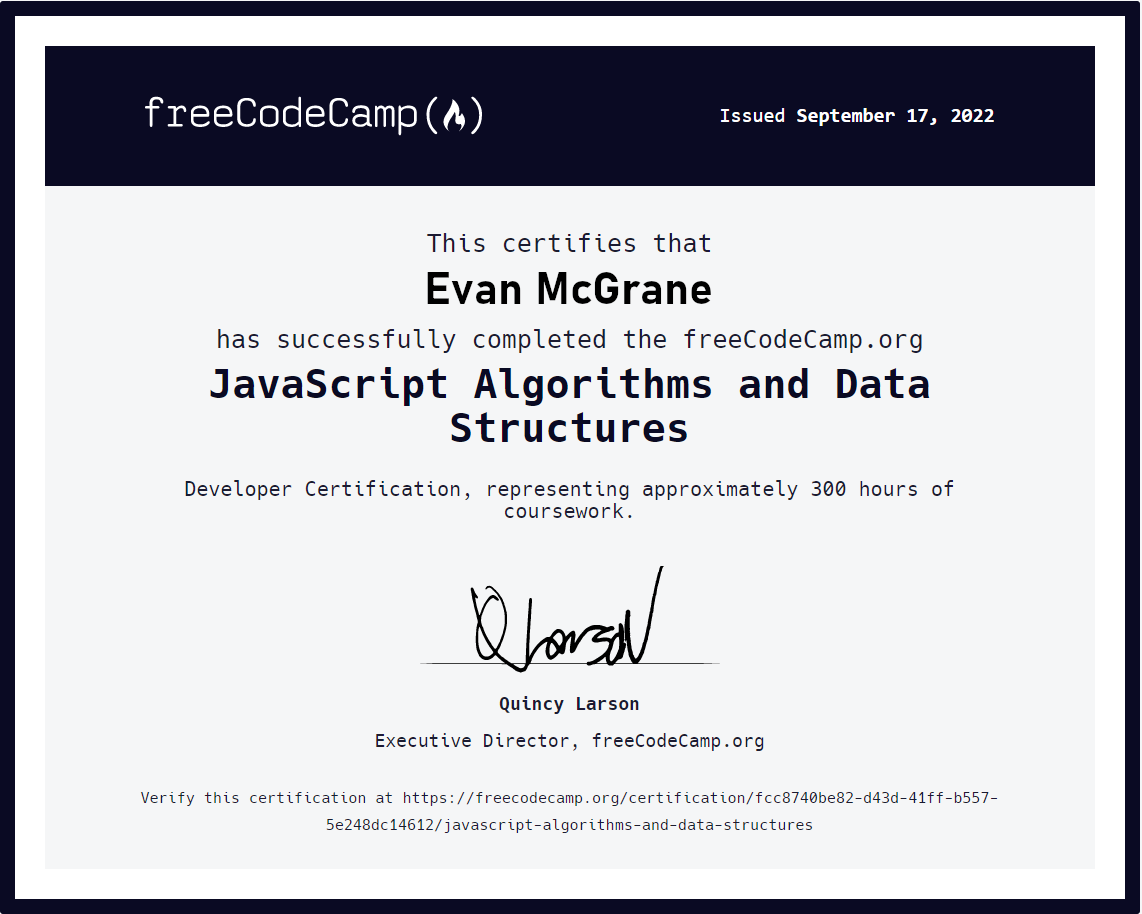 freeCodeCamp
Issued September 17, 2022
This certifies that
Evan McGrane
has successfully completed the freeCodeCamp.org
JavaScript Algorithms and Data
Structures
Developer Certification, representing approximately 300 hours of
coursework.
Q Larson
Quincy Larson
Executive Director, freeCodeCamp.org
Verify this certification at https://freecodecamp.org/certification/fcc8740be82-d43d-41ff-b557-
5e248dc14612/javascript-algorithms-and-data-structures